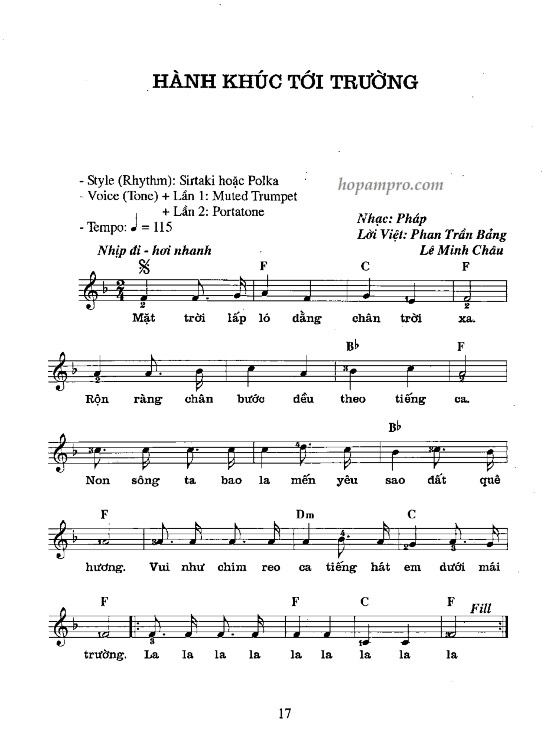 HÀNH KHÚC TỚI TRƯỜNG
- Style (Rhythm): Sirtaki hoặc Polka
- Voice (Tone) + Lần 1: Muted Trumpet
+ Lần 2: Portatone
- Tempo: ♩ = 115
hopampro.com
Nhạc: Pháp
Lời Việt: Phan Trần Bảng
Lê Minh Châu
Nhịp đi - hơi nhanh
F C F
2 4
Mặt trời lấp ló đằng chân trời xa.
Bb F
Rộn ràng chân bước đều theo tiếng ca.
Bb
Non sông ta bao la mến yêu sao đất quê
F Dm C
hương. Vui như chim reo ca tiếng hát em dưới mái
F F C F Fill
trường. La la la la la la la la la
17